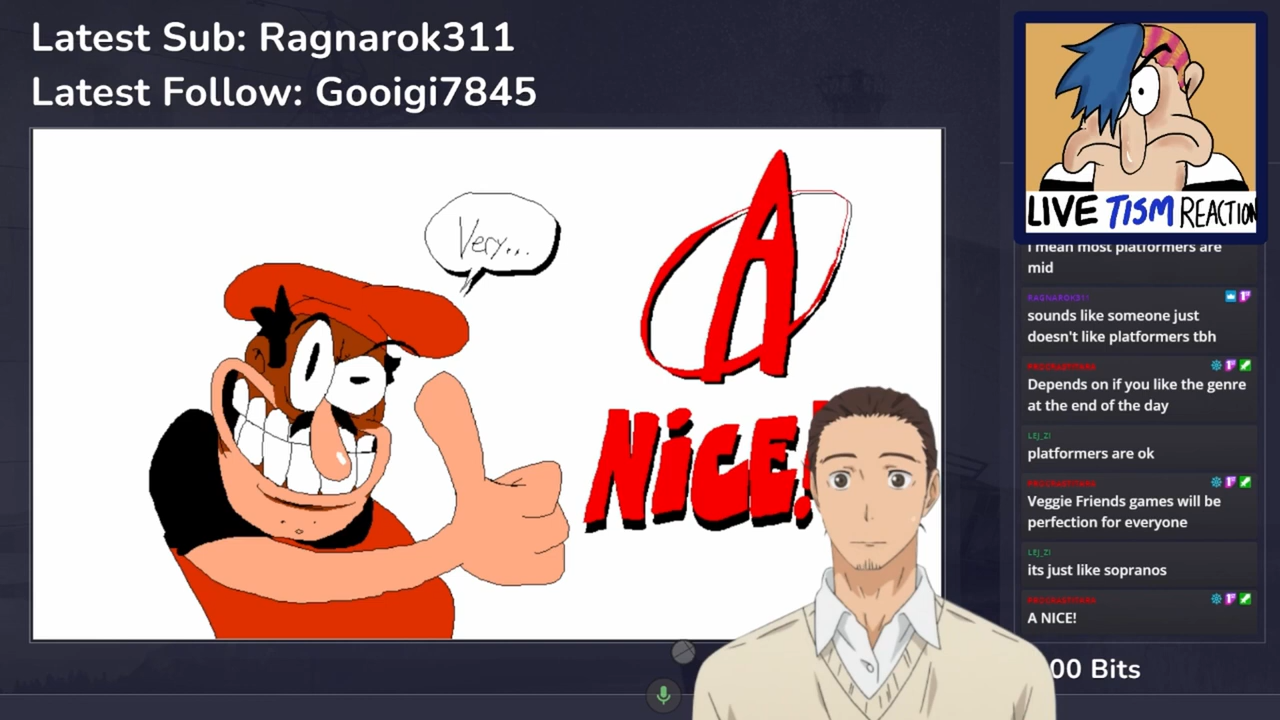 Latest Sub: Ragnarok311
Latest Follow: Gooigi7845
Very...
A
NiCE!
LIVE TISM REACTION
I mean most platformers are
mid
RAGNAROK311
sounds like someone just
doesn't like platformers tbh
Depends on if you like the genre
at the end of the day
LEJ_ZI
platformers are ok
Veggie Friends games will be
perfection for everyone
LEJ_ZI
its just like sopranos
A NICE!
00 Bits